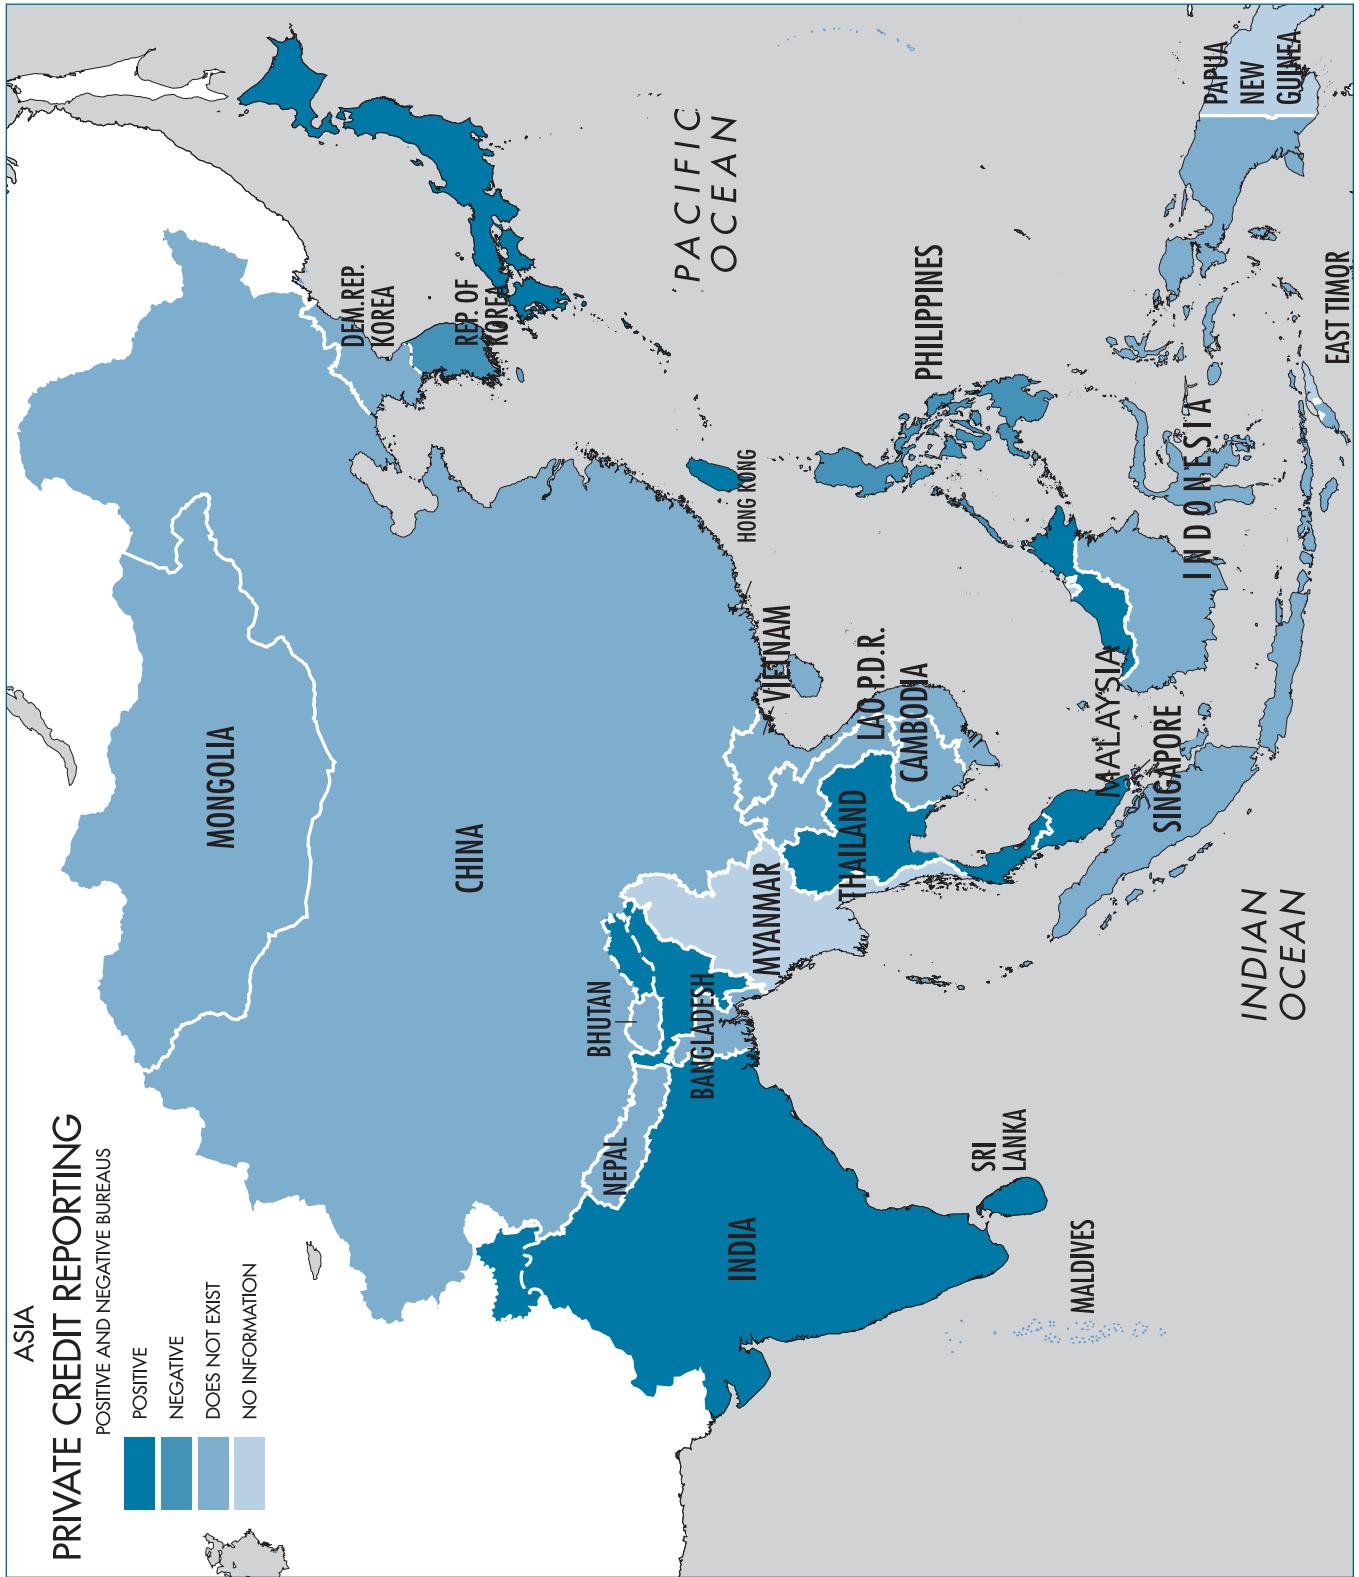 ASIA
PRIVATE CREDIT REPORTING
POSITIVE AND NEGATIVE BUREAUS
POSITIVE
NEGATIVE
DOES NOT EXIST
NO INFORMATION
MONGOLIA
CHINA
DEM.REP.
KOREA
REP. OF
KOREA
PACIFIC
OCEAN
BHUTAN
NEPAL
BANGLADESH
INDIA
MYANMAR
HONG KONG
VIETNAM
LAO P.D.R.
THAILAND
CAMBODIA
PHILIPPINES
SRI
LANKA
MALDIVES
MALAYSIA
SINGAPORE
INDONESIA
PAPUA
NEW
GUINEA
EAST TIMOR
INDIAN
OCEAN